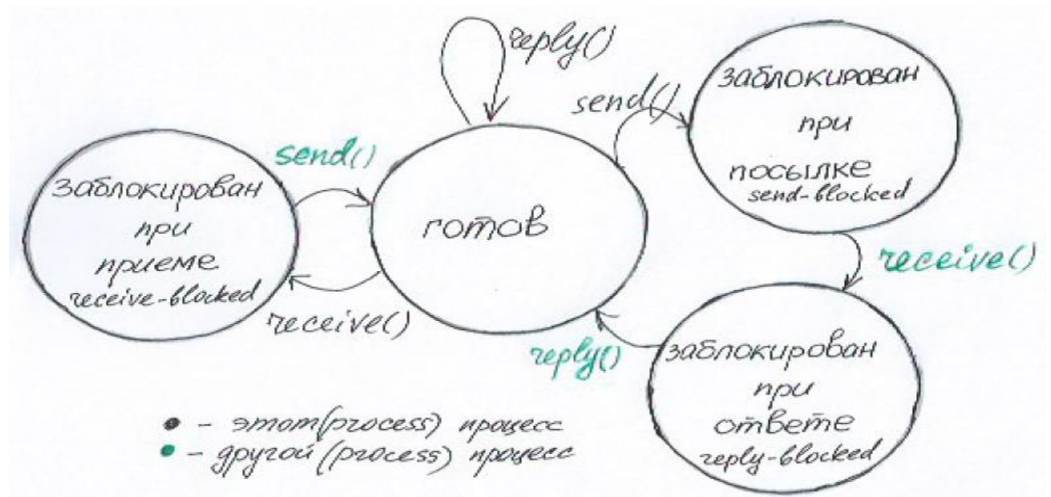 reply()
send()
заблокирован
при
посылке
send-blocked
send()
заблокирован
при
приеме
receive-blocked
готов
receive()
receive()
reply()
заблокирован
при
ответе
reply-blocked
● - этот(process) процесс
● - другой(process) процесс